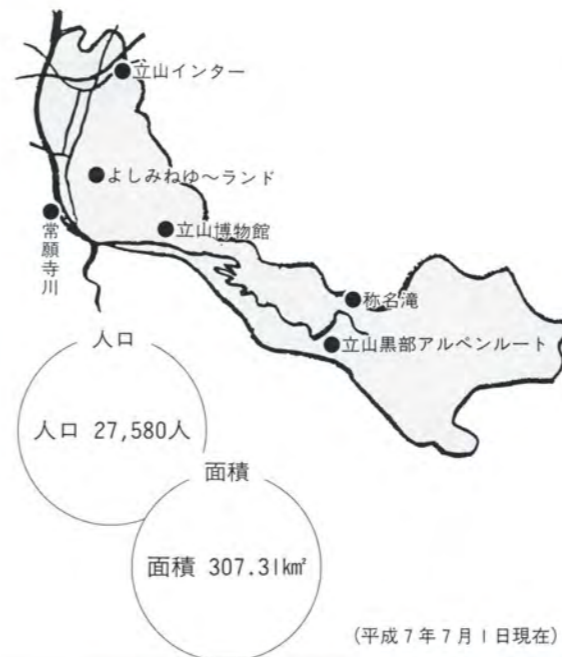 立山インター
よしみねゆ〜ランド
立山博物館
常願寺川
称名滝
立山黒部アルペンルート
人口
人口 27,580人
面積
面積 307.31km²
(平成7年7月1日現在)